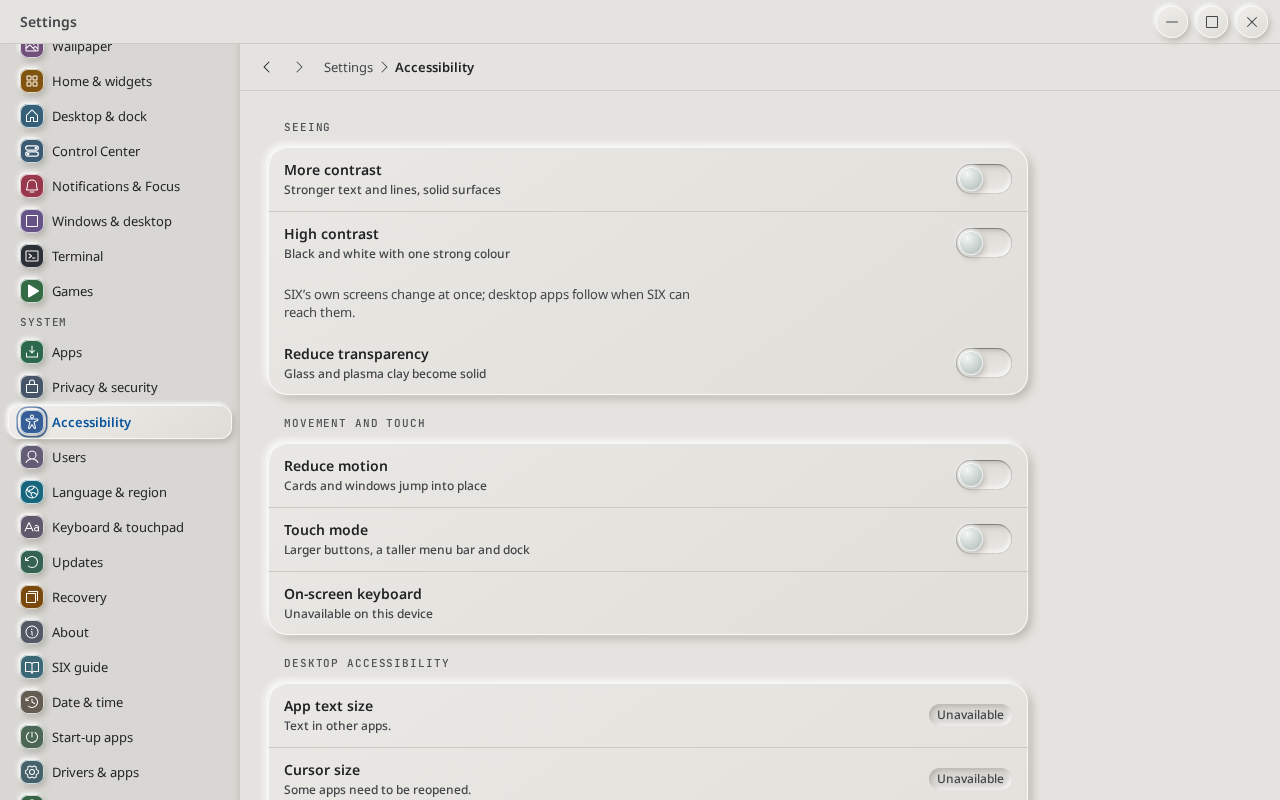 Settings
Wallpaper
Home & widgets
Desktop & dock
Control Center
Notifications & Focus
Windows & desktop
Terminal
Games
SYSTEM
Apps
Privacy & security
Accessibility
Users
Language & region
Keyboard & touchpad
Updates
Recovery
About
SIX guide
Date & time
Start-up apps
Drivers & apps
Settings Accessibility
SEEING
More contrast
Stronger text and lines, solid surfaces
High contrast
Black and white with one strong colour
SIX’s own screens change at once; desktop apps follow when SIX can
reach them.
Reduce transparency
Glass and plasma clay become solid
MOVEMENT AND TOUCH
Reduce motion
Cards and windows jump into place
Touch mode
Larger buttons, a taller menu bar and dock
On-screen keyboard
Unavailable on this device
DESKTOP ACCESSIBILITY
App text size
Text in other apps.
Unavailable
Cursor size
Some apps need to be reopened.
Unavailable